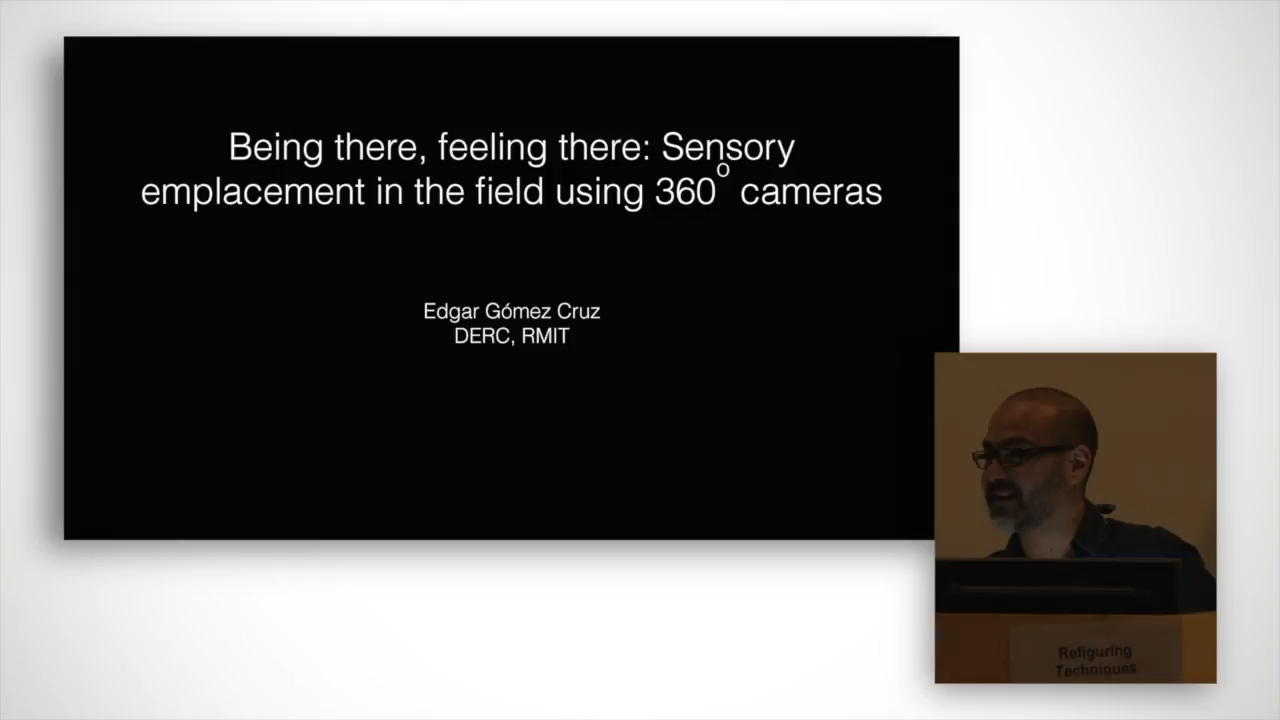 Being there, feeling there: Sensory
emplacement in the field using 360° cameras
Edgar Gómez Cruz
DERC, RMIT
Refiguring
Techniques